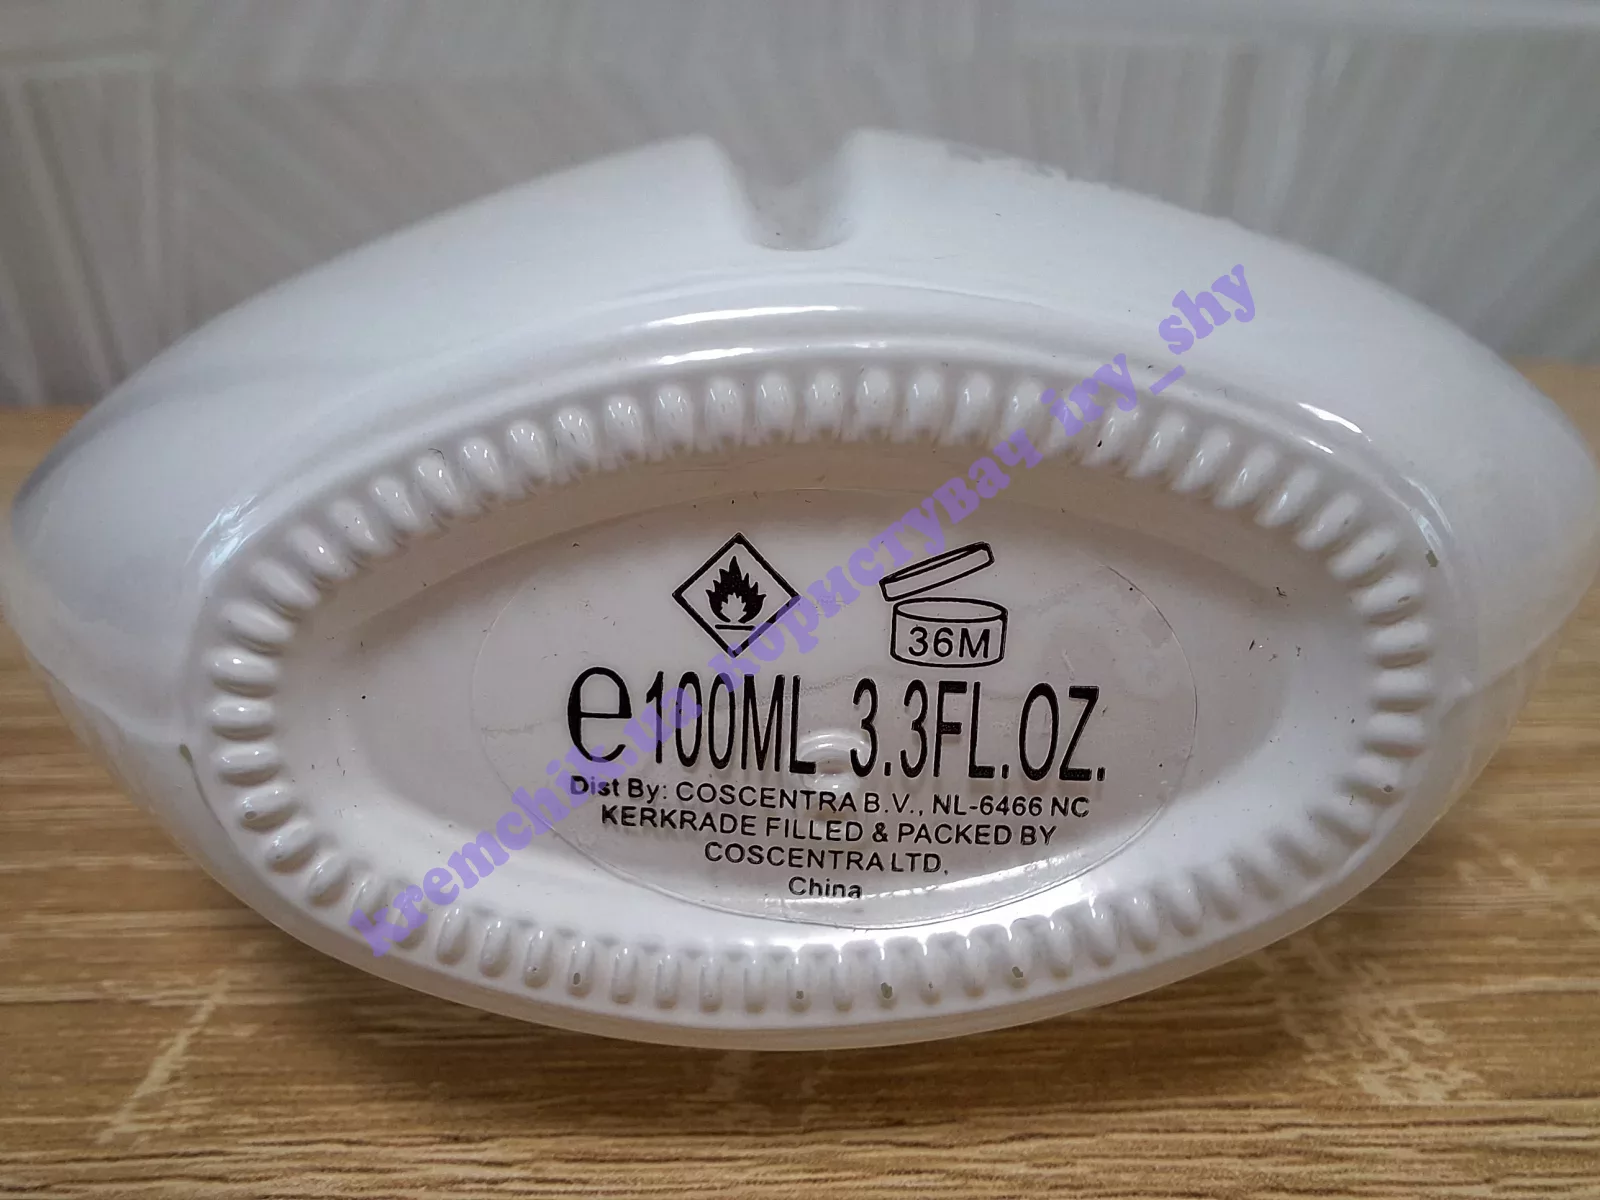 36M
e100ML 3.3FL.OZ.
Dist By: COSCENTRA B.V., NL-6466 NC
KERKRADE FILLED & PACKED BY
COSCENTRA LTD.
China
kremchik.ua користувач iry_shy